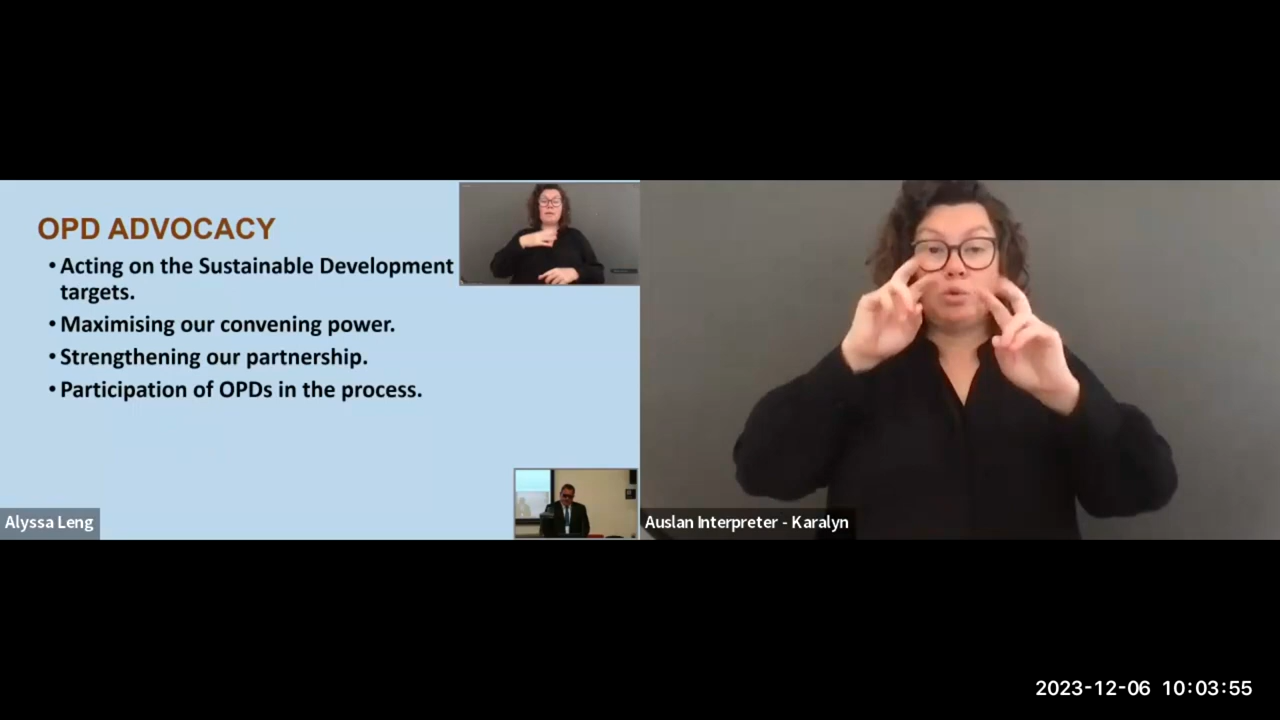 OPD ADVOCACY
• Acting on the Sustainable Development
targets.
• Maximising our convening power.
• Strengthening our partnership.
• Participation of OPDs in the process.
Alyssa Leng
Auslan Interpreter - Karalyn
2023-12-06 10:03:55